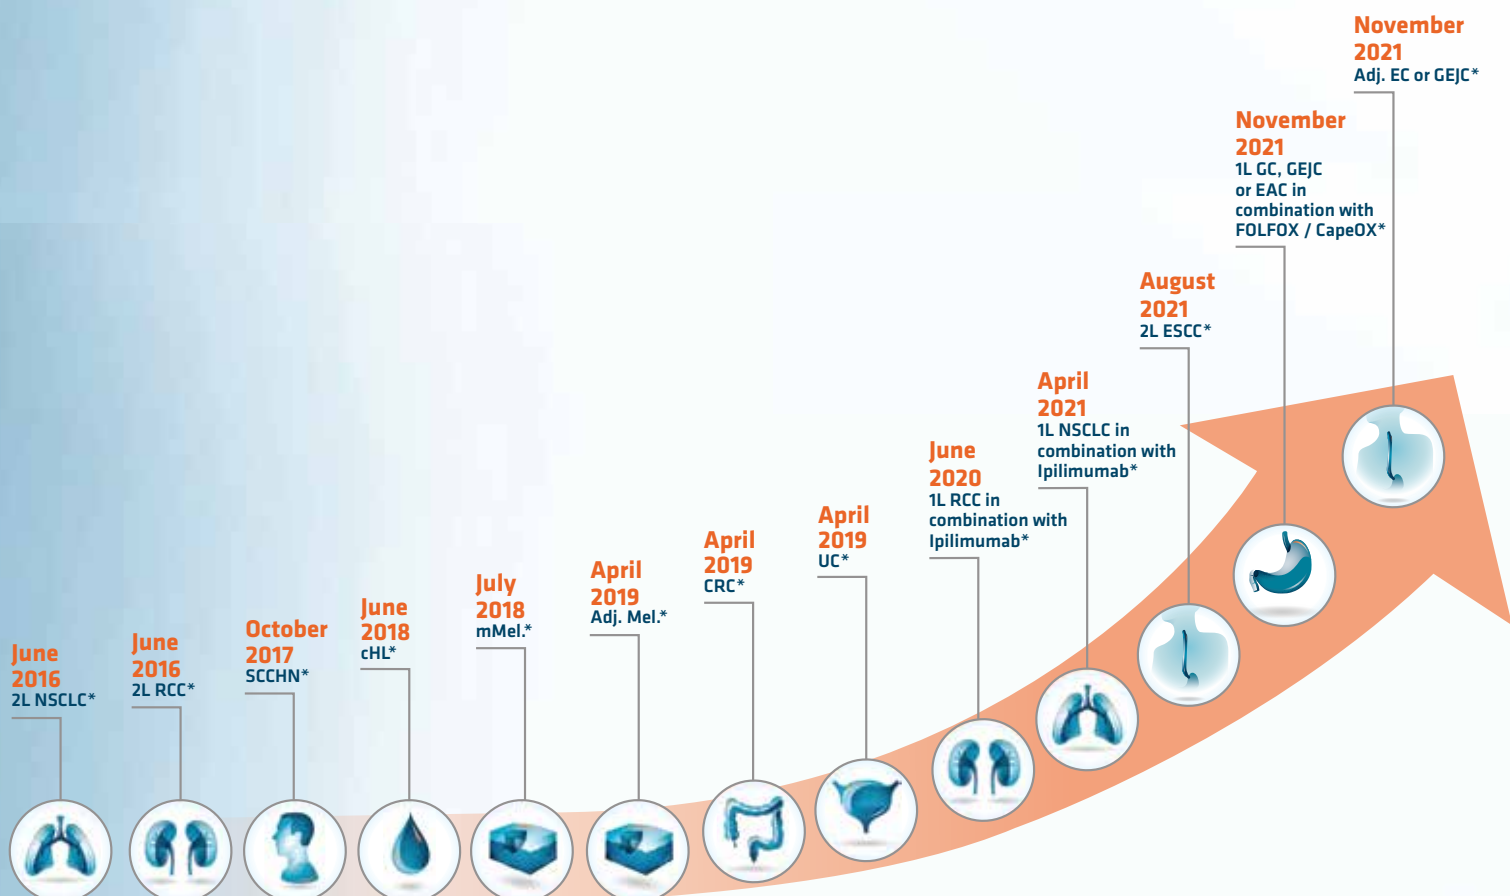 June
2016
2L NSCLC*
June
2016
2L RCC*
October
2017
SCCHN*
June
2018
cHL*
July
2018
mMel.*
April
2019
Adj. Mel.*
April
2019
CRC*
April
2019
UC*
June
2020
1L RCC in
combination with
Ipilimumab*
April
2021
1L NSCLC in
combination with
Ipilimumab*
August
2021
2L ESCC*
November
2021
1L GC, GEJC
or EAC in
combination with
FOLFOX / CapeOX*
November
2021
Adj. EC or GEJC*